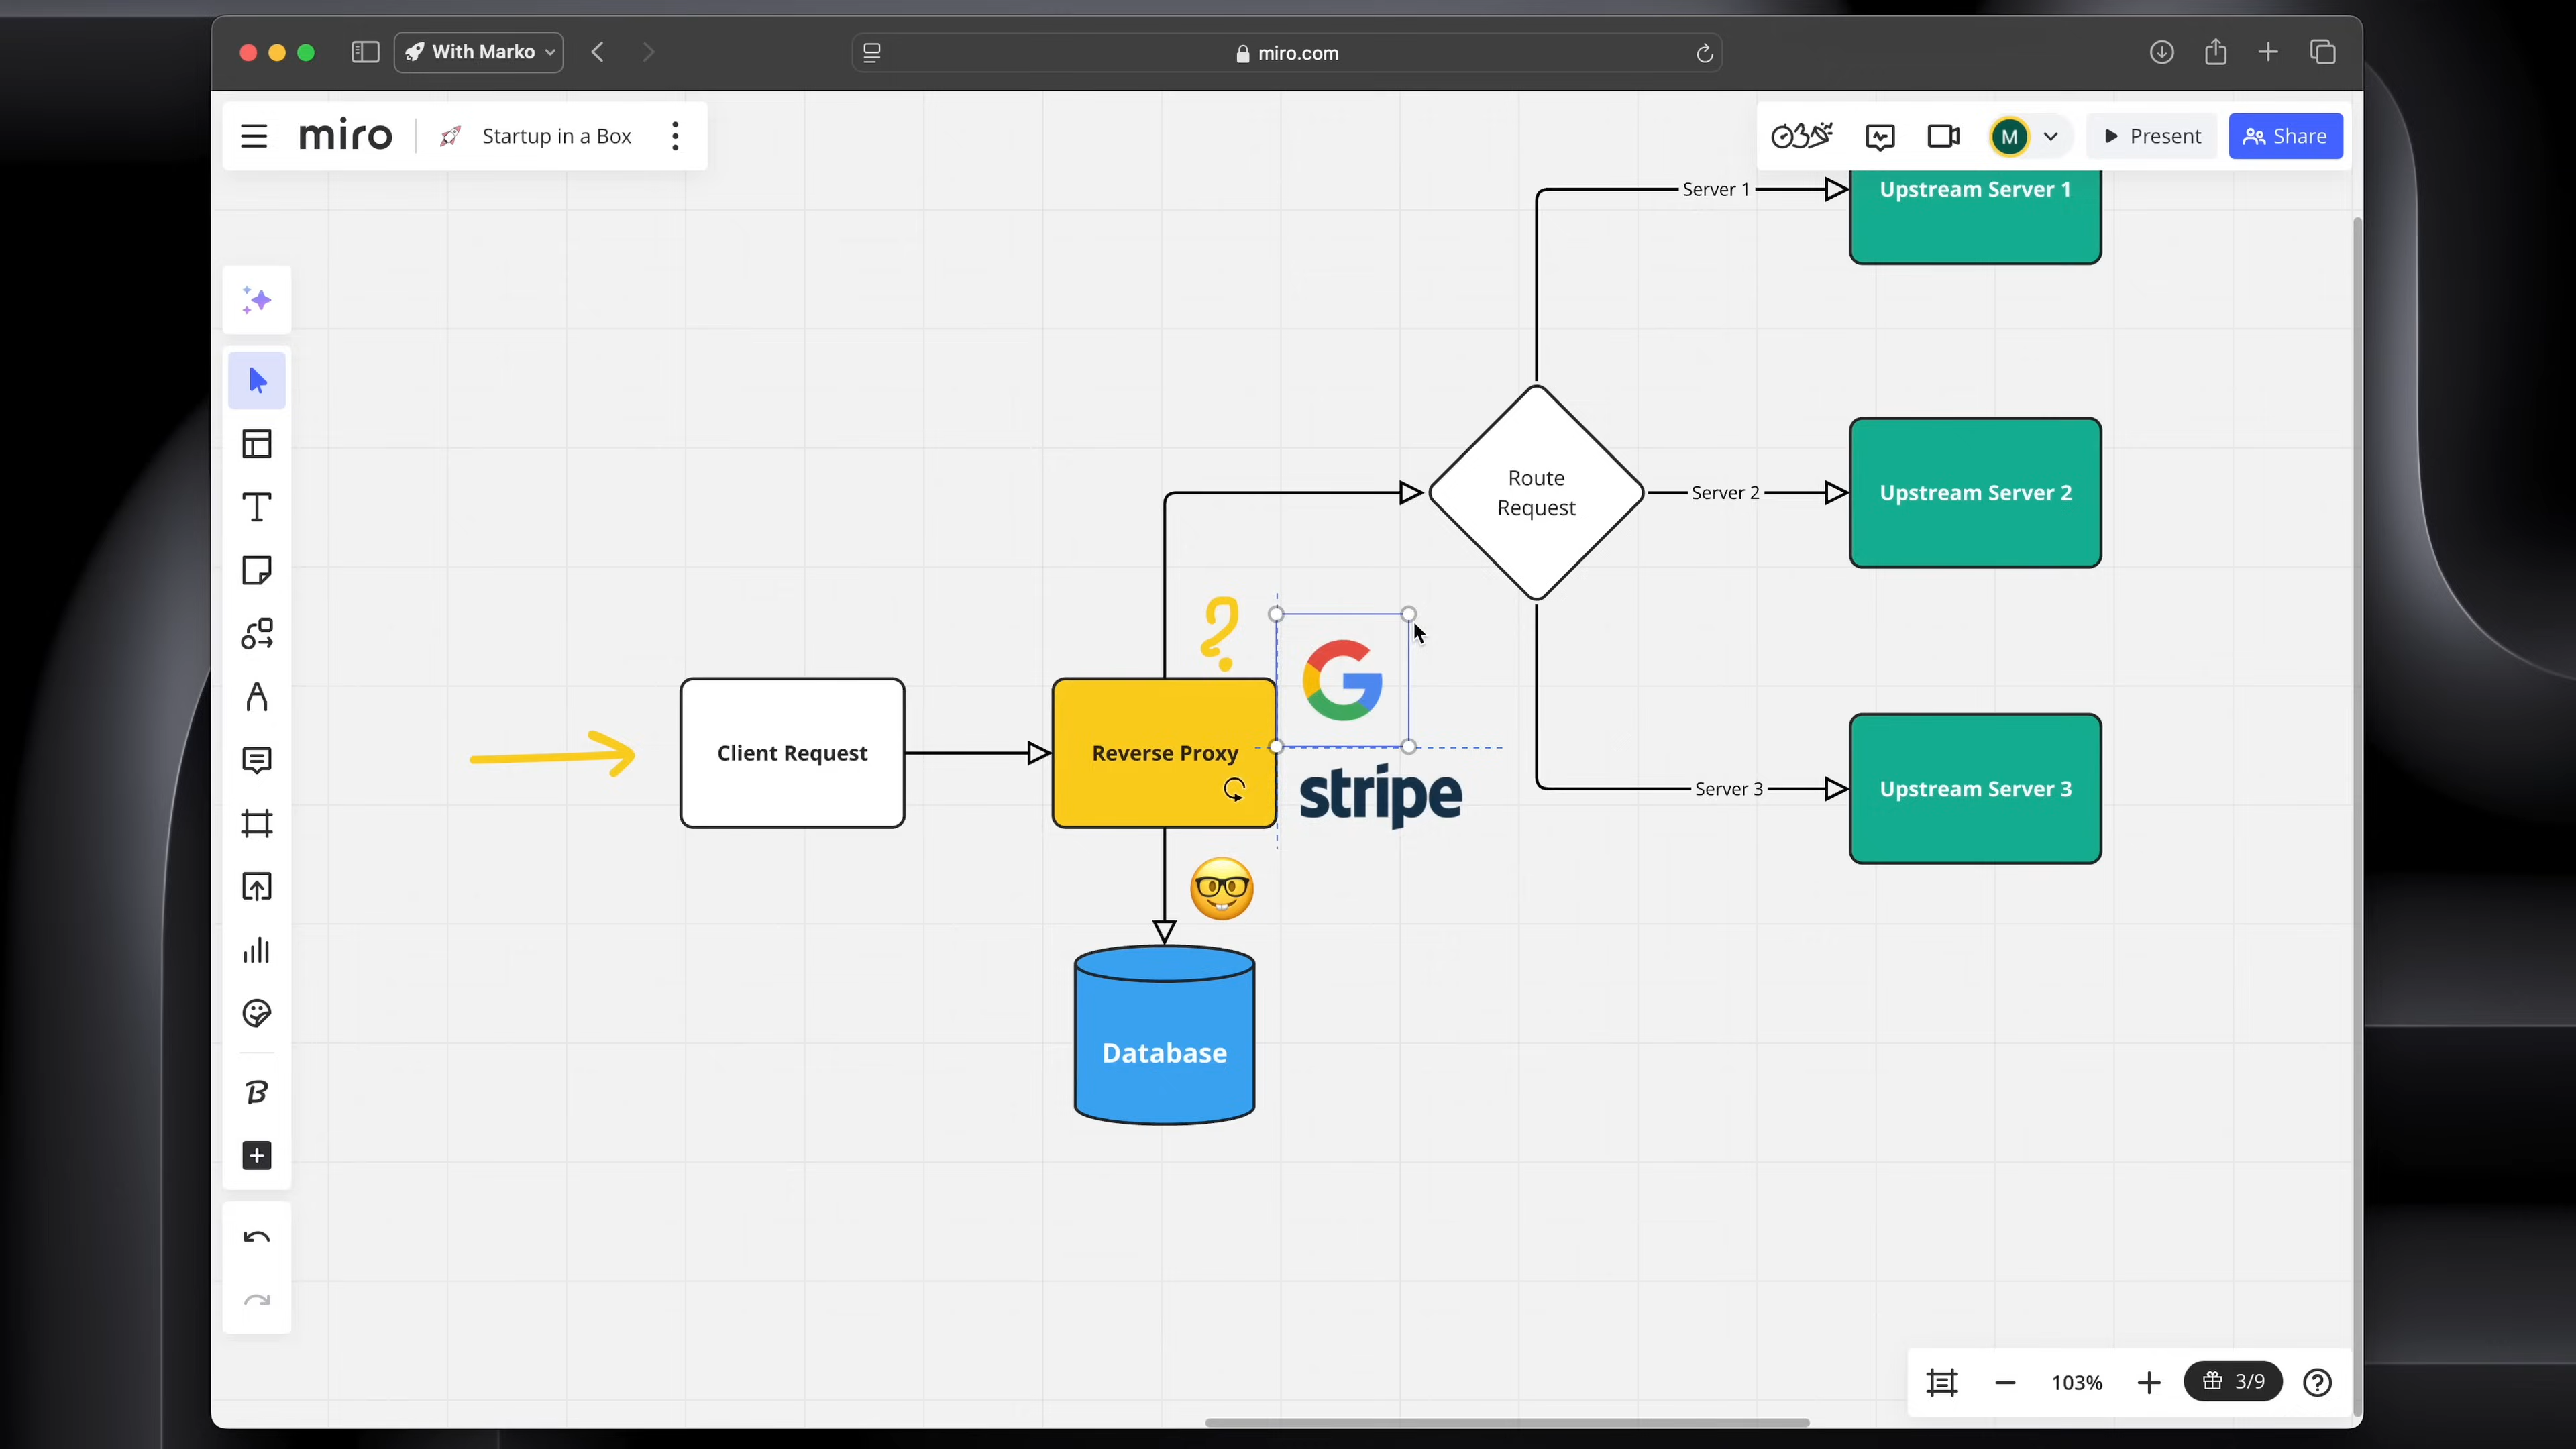 With Marko
miro.com
miro
Startup in a Box
M
Present
Share
Server 1
Upstream Server 1
Route
Request
Server 2
Upstream Server 2
?
Client Request
Reverse Proxy
G
stripe
Server 3
Upstream Server 3
Database
103%
3/9